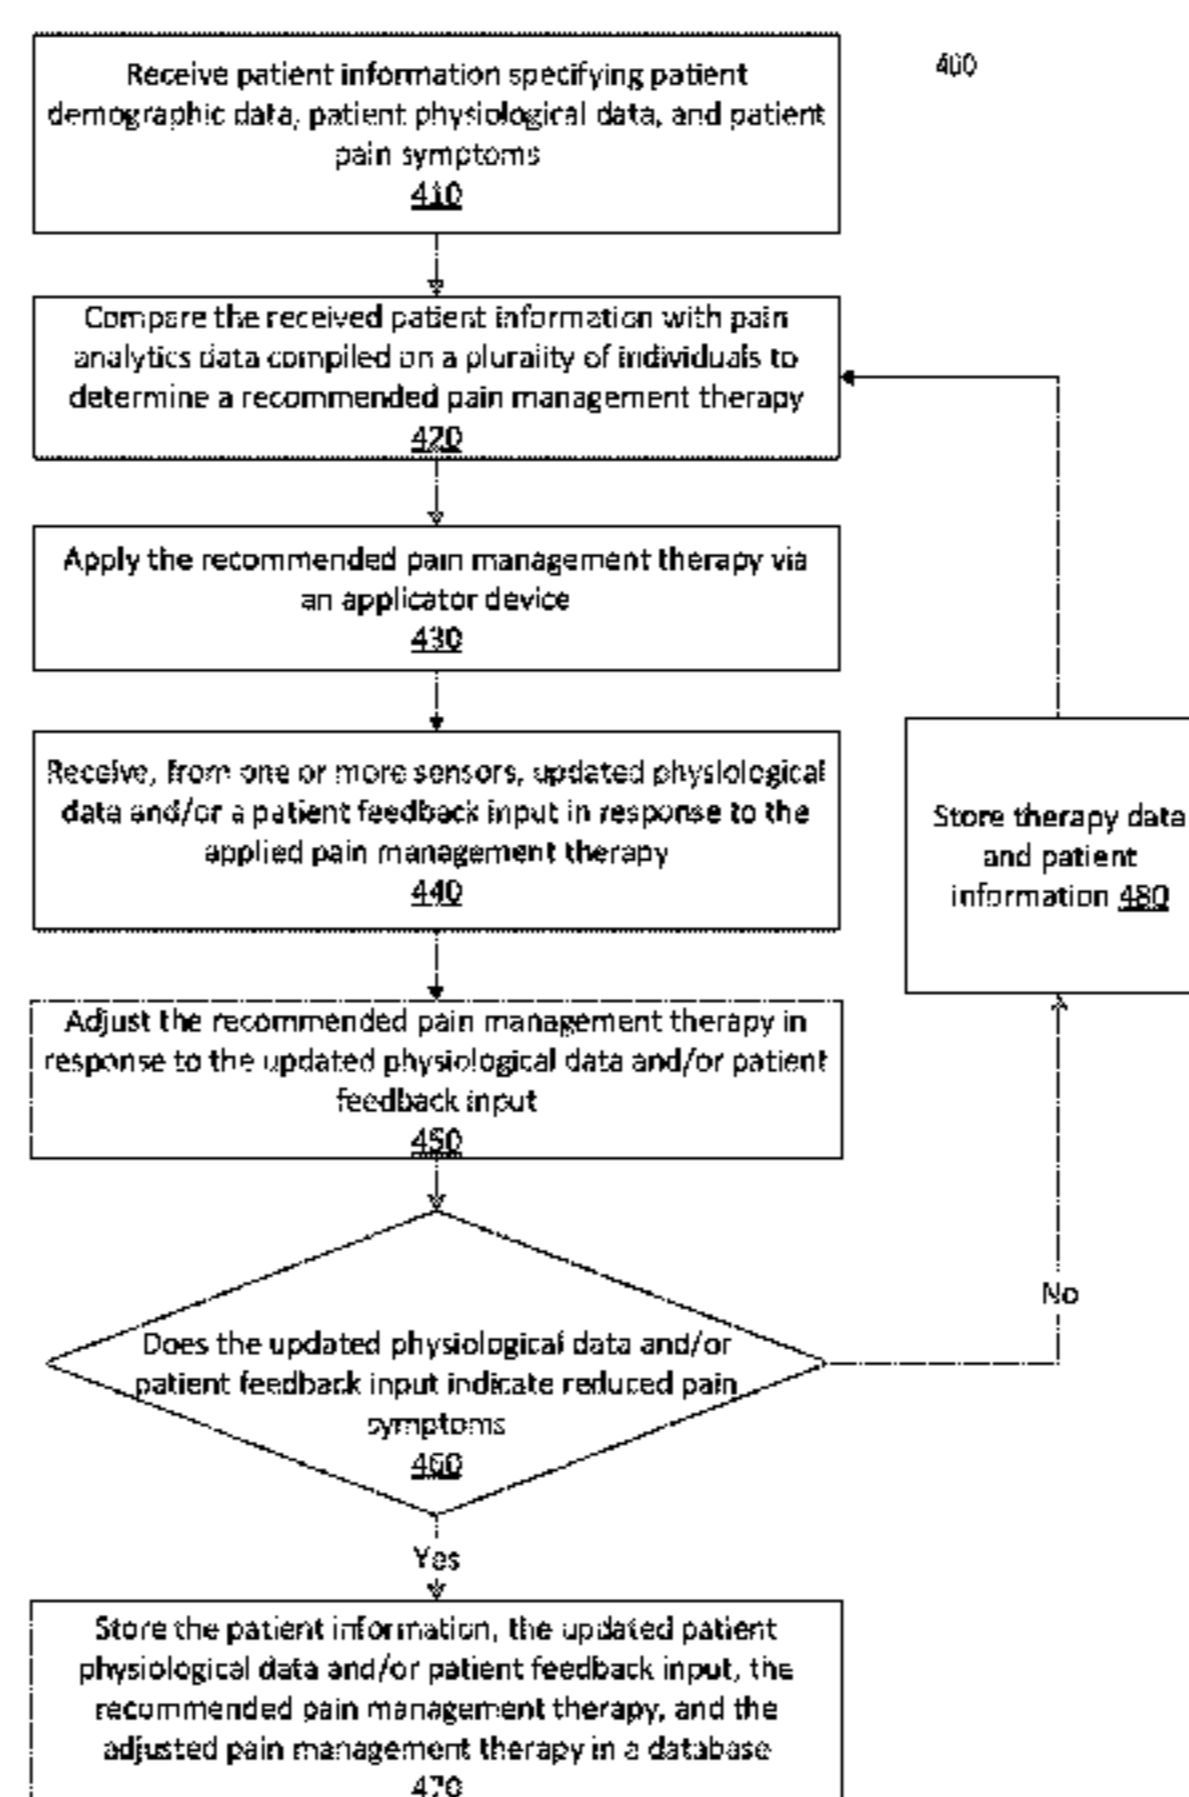 400
Receive patient information specifying patient
demographic data, patient physiological data, and patient
pain symptoms
410
Compare the received patient information with pain
analytics data compiled on a plurality of individuals to
determine a recommended pain management therapy
420
Apply the recommended pain management therapy via
an applicator device
430
Receive, from one or more sensors, updated physiological
data and/or a patient feedback input in response to the
applied pain management therapy
440
Adjust the recommended pain management therapy in
response to the updated physiological data and/or patient
feedback input
450
Does the updated physiological data and/or
patient feedback input indicate reduced pain
symptoms
460
No
Store therapy data
and patient
information 480
Yes
Store the patient information, the updated patient
physiological data and/or patient feedback input, the
recommended pain management therapy, and the
adjusted pain management therapy in a database
470